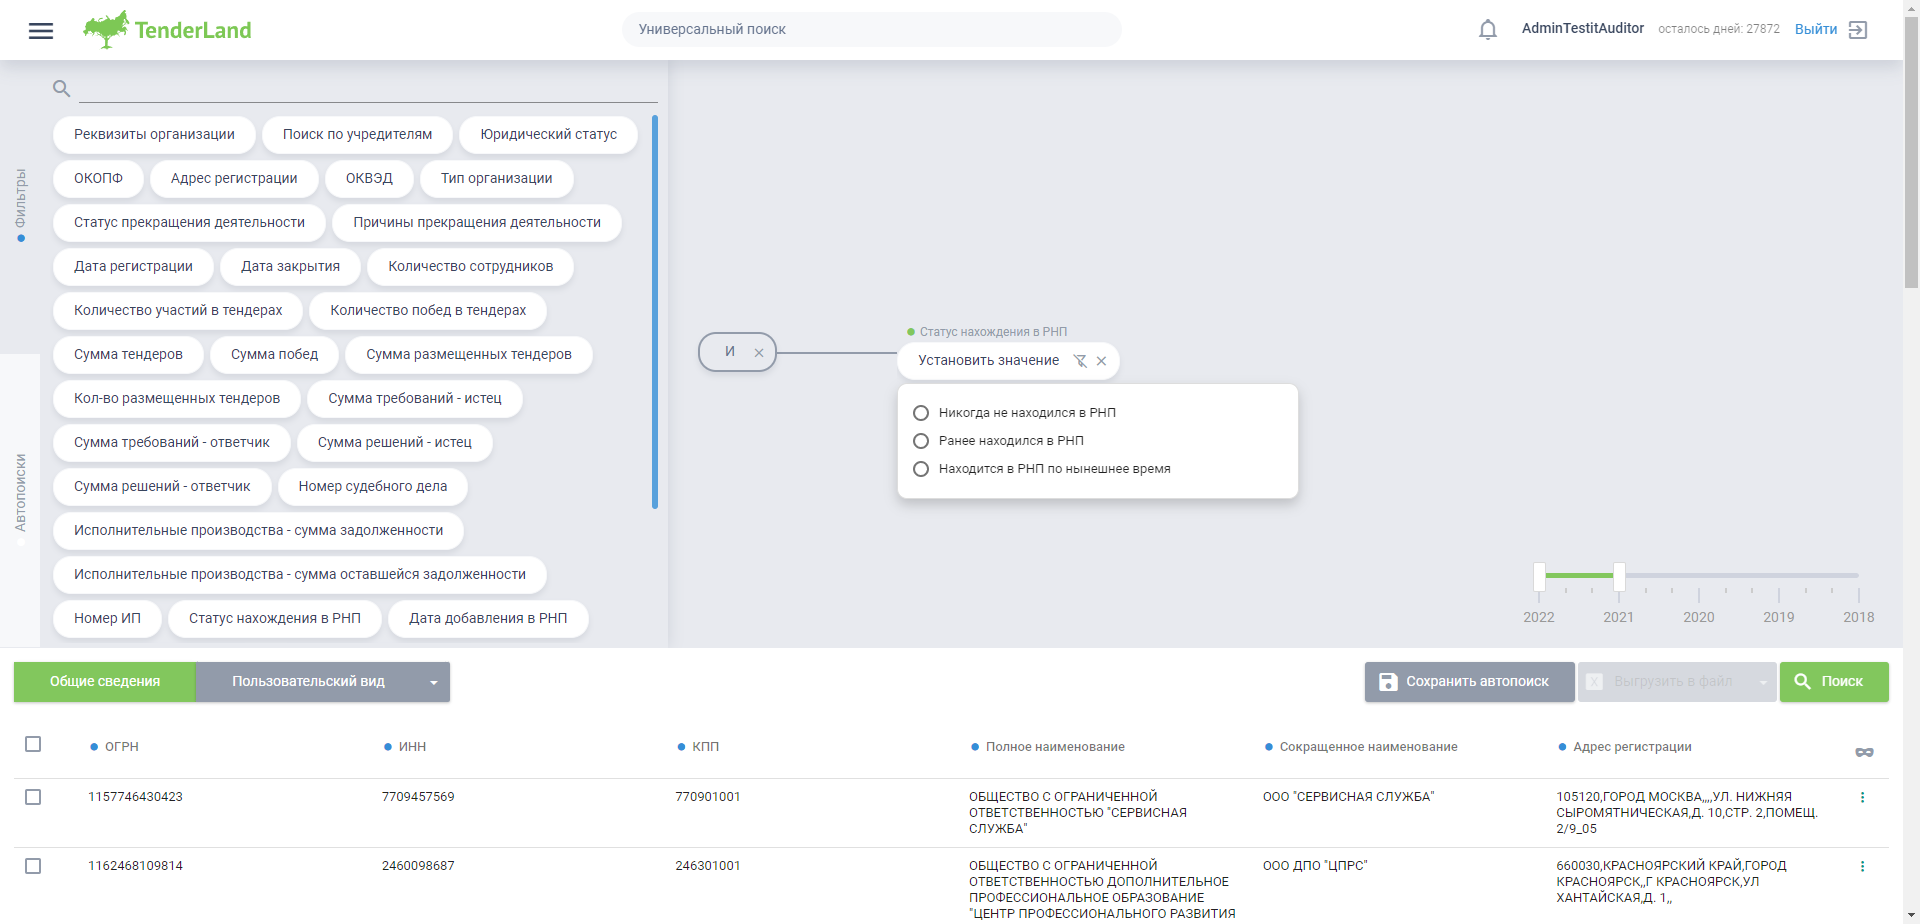 TenderLand
Универсальный поиск
AdminTestitAuditor
осталось дней: 27872
Выйти
Фильтры
Автопоиски
Реквизиты организации
Поиск по учредителям
Юридический статус
ОКОПФ
Адрес регистрации
ОКВЭД
Тип организации
Статус прекращения деятельности
Причины прекращения деятельности
Дата регистрации
Дата закрытия
Количество сотрудников
Количество участий в тендерах
Количество побед в тендерах
Сумма тендеров
Сумма побед
Сумма размещенных тендеров
Кол-во размещенных тендеров
Сумма требований - истец
Сумма требований - ответчик
Сумма решений - истец
Сумма решений - ответчик
Номер судебного дела
Исполнительные производства - сумма задолженности
Исполнительные производства - сумма оставшейся задолженности
Номер ИП
Статус нахождения в РНП
Дата добавления в РНП
И
Статус нахождения в РНП
Установить значение
Никогда не находился в РНП
Ранее находился в РНП
Находится в РНП по нынешнее время
2022
2021
2020
2019
2018
Общие сведения
Пользовательский вид
Сохранить автопоиск
Выгрузить в файл
Поиск
ОГРН
ИНН
КПП
Полное наименование
Сокращенное наименование
Адрес регистрации
1157746430423
7709457569
770901001
ОБЩЕСТВО С ОГРАНИЧЕННОЙ
ОТВЕТСТВЕННОСТЬЮ "СЕРВИСНАЯ
СЛУЖБА"
ООО "СЕРВИСНАЯ СЛУЖБА"
105120,ГОРОД МОСКВА,,,,УЛ. НИЖНЯЯ
СЫРОМЯТНИЧЕСКАЯ,Д. 10,СТР. 2,ПОМЕЩ.
2/9_05
1162468109814
2460098687
246301001
ОБЩЕСТВО С ОГРАНИЧЕННОЙ
ОТВЕТСТВЕННОСТЬЮ ДОПОЛНИТЕЛЬНОЕ
ПРОФЕССИОНАЛЬНОЕ ОБРАЗОВАНИЕ
"ЦЕНТР ПРОФЕССИОНАЛЬНОГО РАЗВИТИЯ
ООО ДПО "ЦПРС"
660030,КРАСНОЯРСКИЙ КРАЙ,ГОРОД
КРАСНОЯРСК,,Г КРАСНОЯРСК,УЛ
ХАНТАЙСКАЯ,Д. 1,,